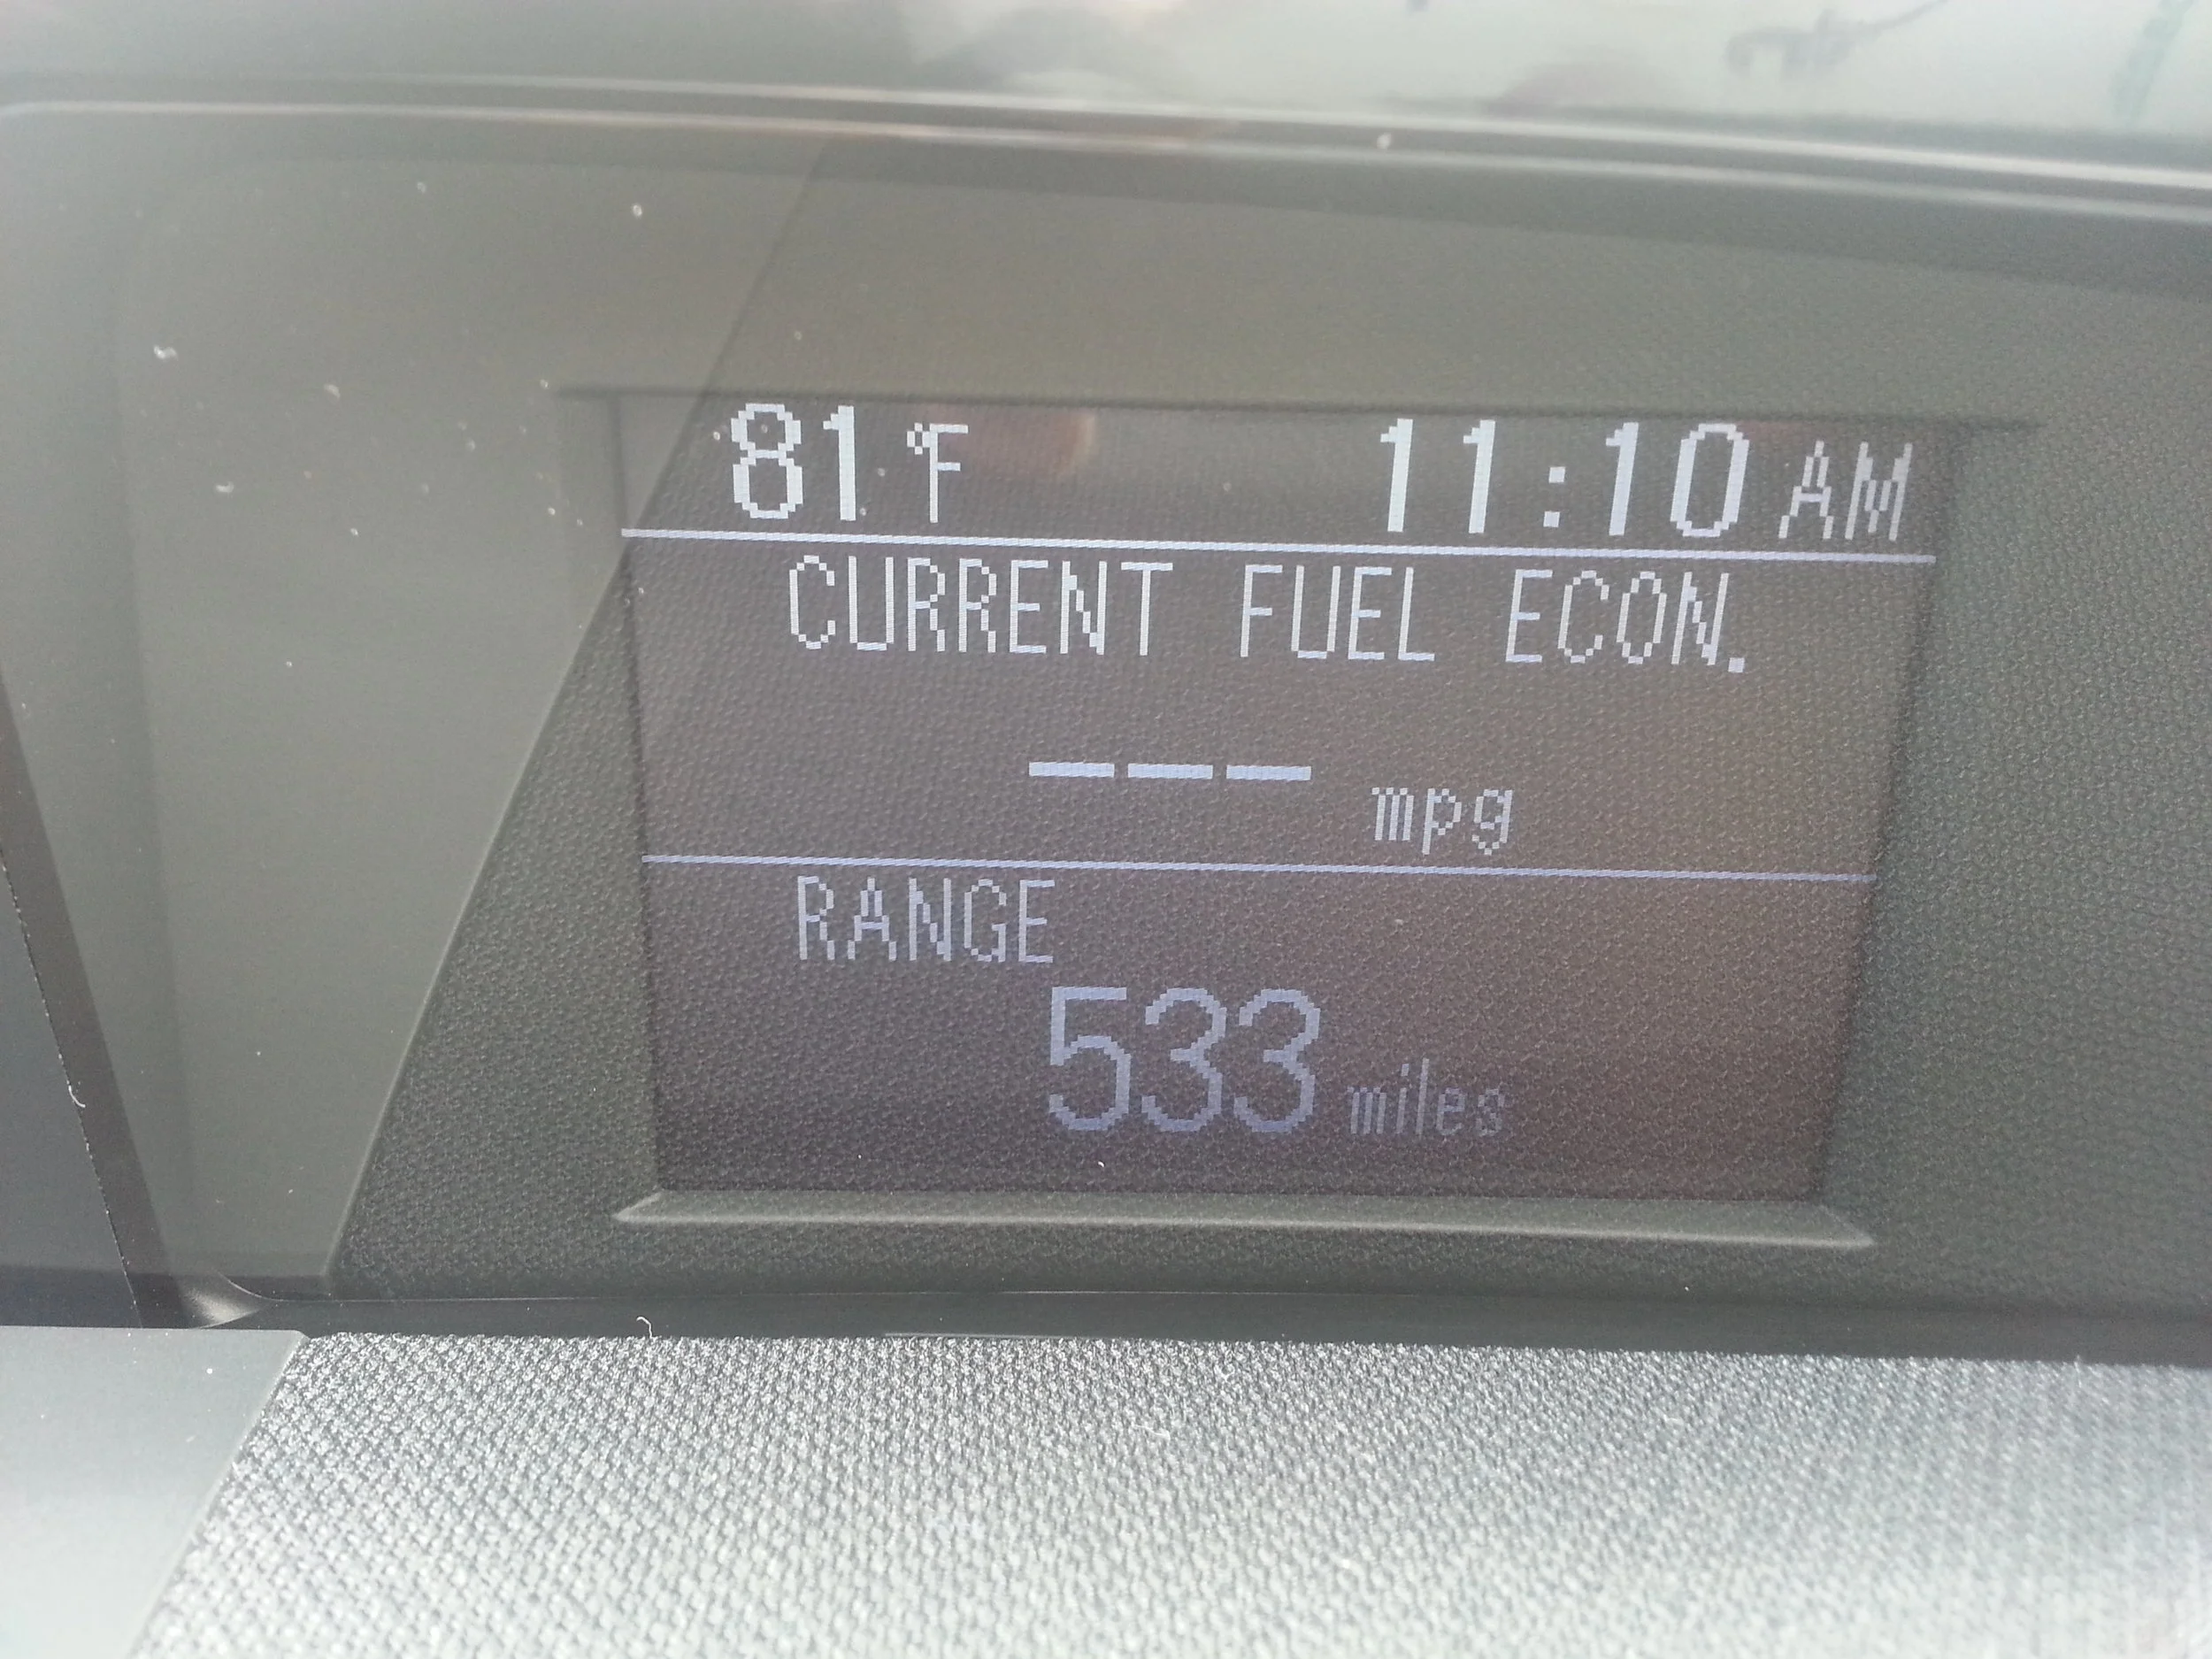 81 °F 11:10 AM
CURRENT FUEL ECON.
--- mpg
RANGE
533 miles